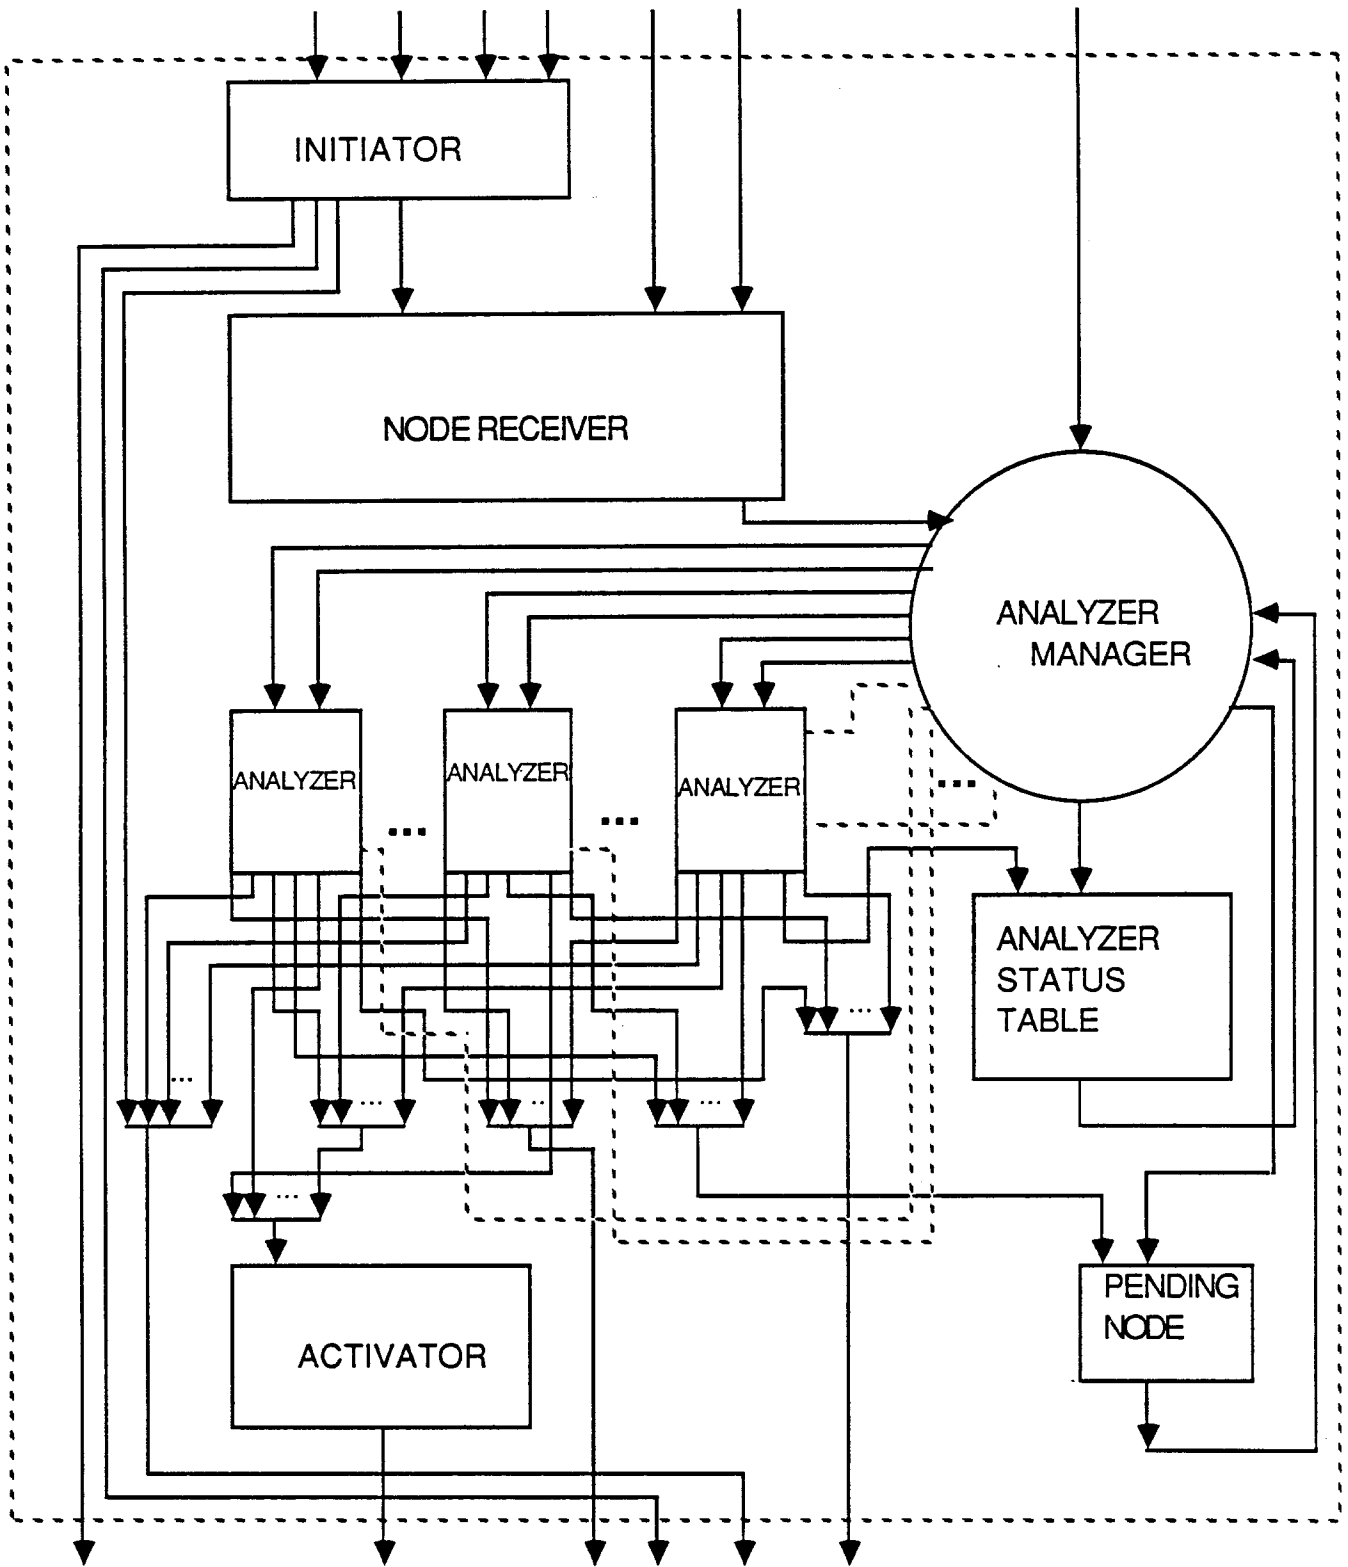 INITIATOR
NODE RECEIVER
ANALYZER
MANAGER
ANALYZER
ANALYZER
ANALYZER
ANALYZER
STATUS
TABLE
PENDING
NODE
ACTIVATOR